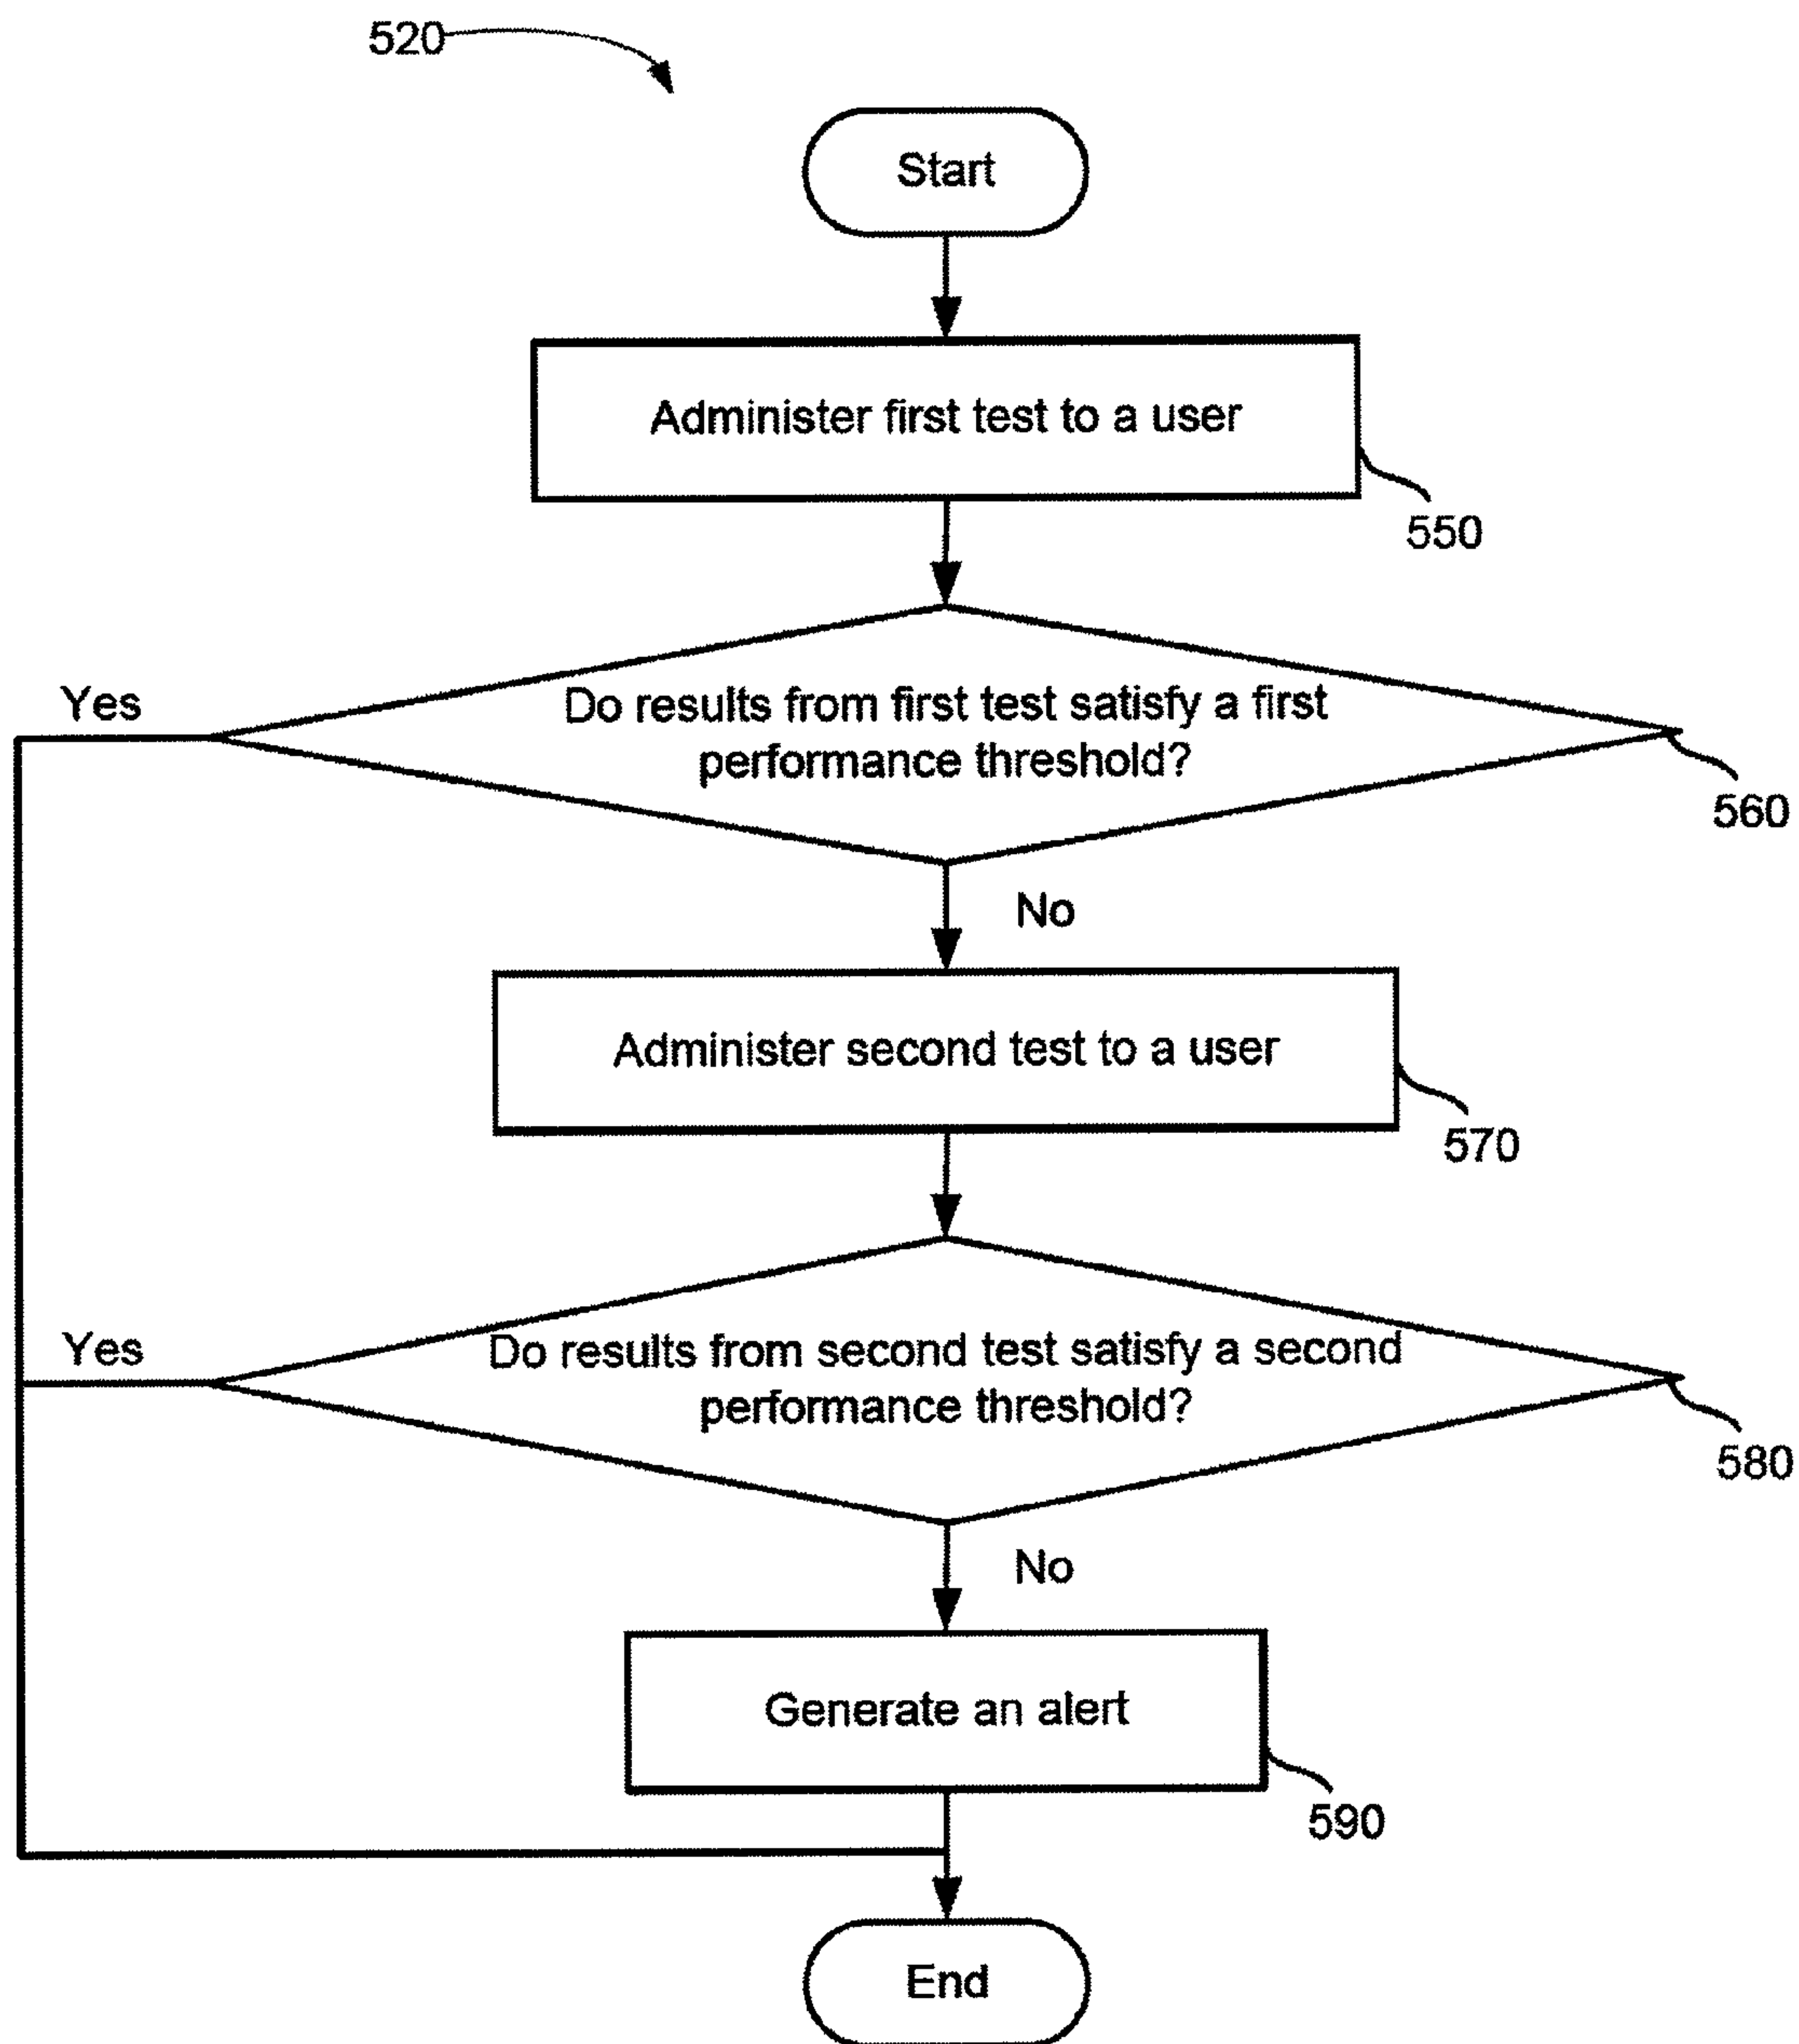 520
Start
Administer first test to a user
550
Yes
Do results from first test satisfy a first
performance threshold?
560
No
Administer second test to a user
570
Yes
Do results from second test satisfy a second
performance threshold?
580
No
Generate an alert
590
End